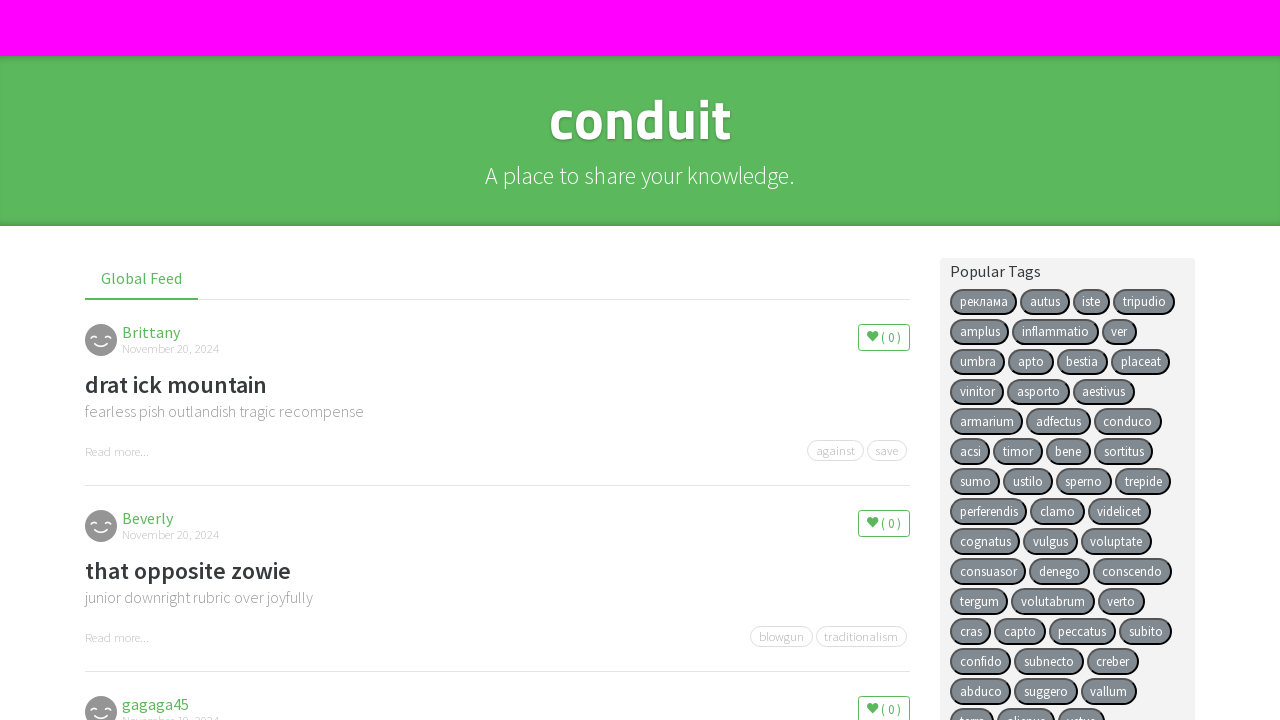 conduit
A place to share your knowledge.
Global Feed
Brittany
November 20, 2024
( 0 )
drat ick mountain
fearless pish outlandish tragic recompense
Read more...
against save
Beverly
November 20, 2024
( 0 )
that opposite zowie
junior downright rubric over joyfully
Read more...
blowgun traditionalism
gagaga45
( 0 )
Popular Tags
реклама autus iste tripudio
amplus inflammatio ver
umbra apto bestia placeat
vinitor asporto aestivus
armarium adfectus conduco
acsi timor bene sortitus
sumo ustilo sperno trepide
perferendis clamo videlicet
cognatus vulgus voluptate
consuasor denego conscendo
tergum volutabrum verto
cras capto peccatus subito
confido subnecto creber
abduco suggero vallum